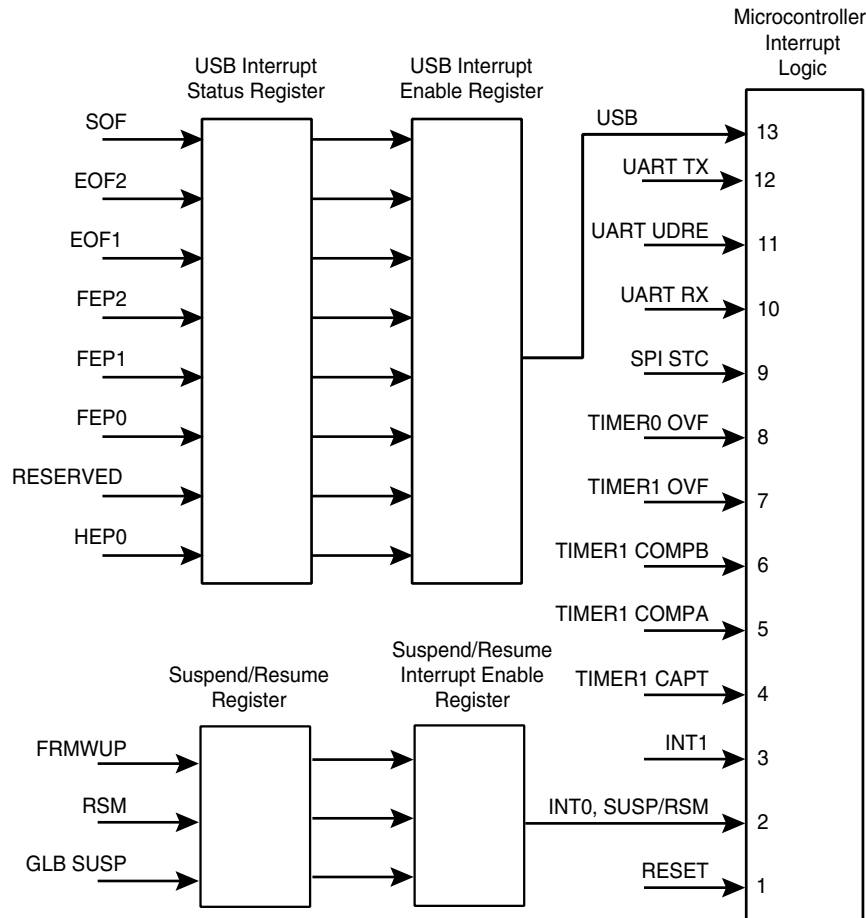 Microcontroller
Interrupt
Logic
USB Interrupt
Status Register
USB Interrupt
Enable Register
SOF
EOF2
EOF1
FEP2
FEP1
FEP0
RESERVED
HEP0
USB
13
UART TX
12
UART UDRE
11
UART RX
10
SPI STC
9
TIMER0 OVF
8
TIMER1 OVF
7
TIMER1 COMPB
6
TIMER1 COMPA
5
TIMER1 CAPT
4
INT1
3
INT0, SUSP/RSM
2
RESET
1
Suspend/Resume
Register
Suspend/Resume
Interrupt Enable
Register
FRMWUP
RSM
GLB SUSP